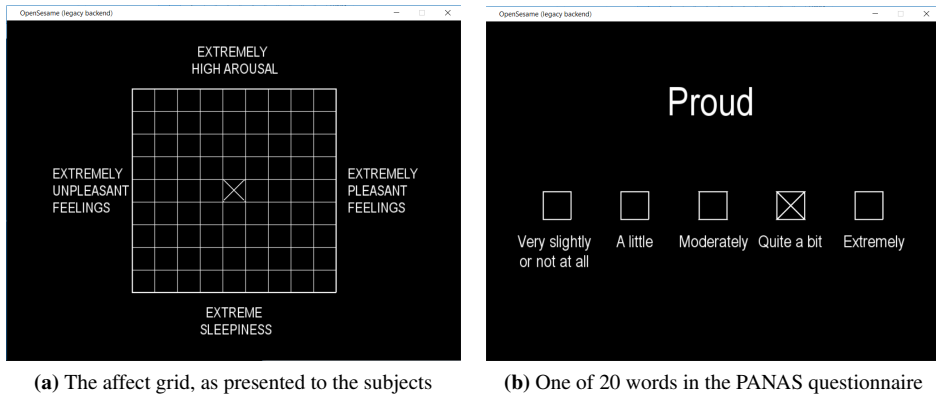 OpenSesame (legacy backend)
EXTREMELY
HIGH AROUSAL
EXTREMELY
UNPLEASANT
FEELINGS
EXTREMELY
PLEASANT
FEELINGS
EXTREME
SLEEPINESS
(a) The affect grid, as presented to the subjects
OpenSesame (legacy backend)
Proud
Very slightly
or not at all
A little
Moderately
Quite a bit
Extremely
(b) One of 20 words in the PANAS questionnaire